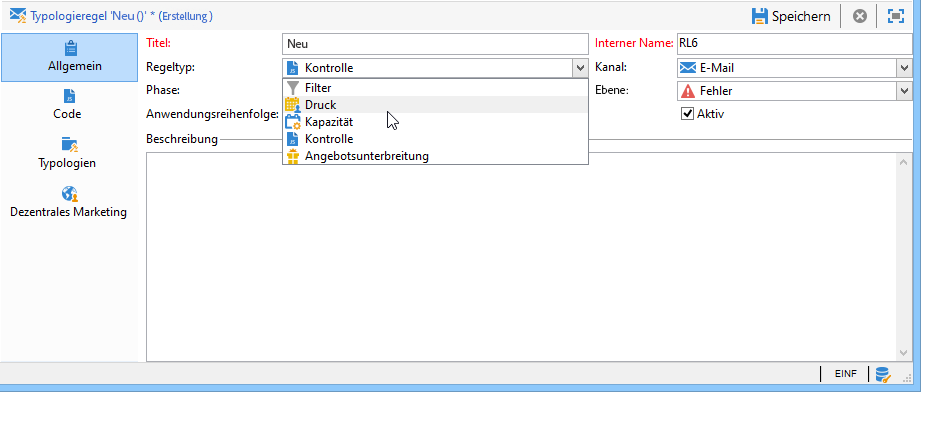 Typologieregel 'Neu ()' * (Erstellung )
Speichern
Allgemein
Code
Typologien
Dezentrales Marketing
Titel: Neu Interner Name: RL6
Regeltyp: Kontrolle Kanal: E-Mail
Phase: Filter Ebene: Fehler
Druck
Anwendungsreihenfolge: Kapazität Aktiv
Kontrolle
Beschreibung Angebotsunterbreitung
EINF